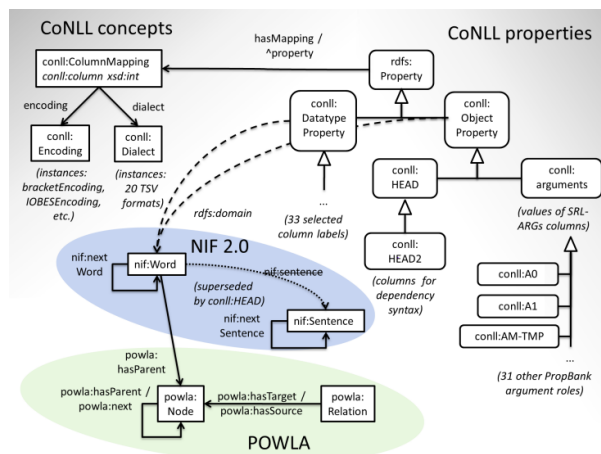 CoNLL concepts
CoNLL properties
hasMapping /
^property
conll:ColumnMapping
conll:column xsd:int
rdfs:
Property
encoding
dialect
conll:
Datatype
Property
conll:
Object
Property
conll:
Encoding
conll:
Dialect
(instances:
bracketEncoding,
IOBESEncoding,
etc.)
(instances:
20 TSV
formats)
conll:
HEAD
conll:
arguments
...
(33 selected
column labels)
(values of SRL-
ARGs columns)
rdfs:domain
conll:
HEAD2
(columns for
dependency
syntax)
conll:A0
conll:A1
conll:AM-TMP
...
(31 other PropBank
argument roles)
NIF 2.0
nif:next
Word
nif:Word
nif:sentence
(superseded
by conll:HEAD)
nif:next
Sentence
nif:Sentence
powla:
hasParent
powla:hasParent /
powla:next
powla:
Node
powla:hasTarget /
powla:hasSource
powla:
Relation
POWLA